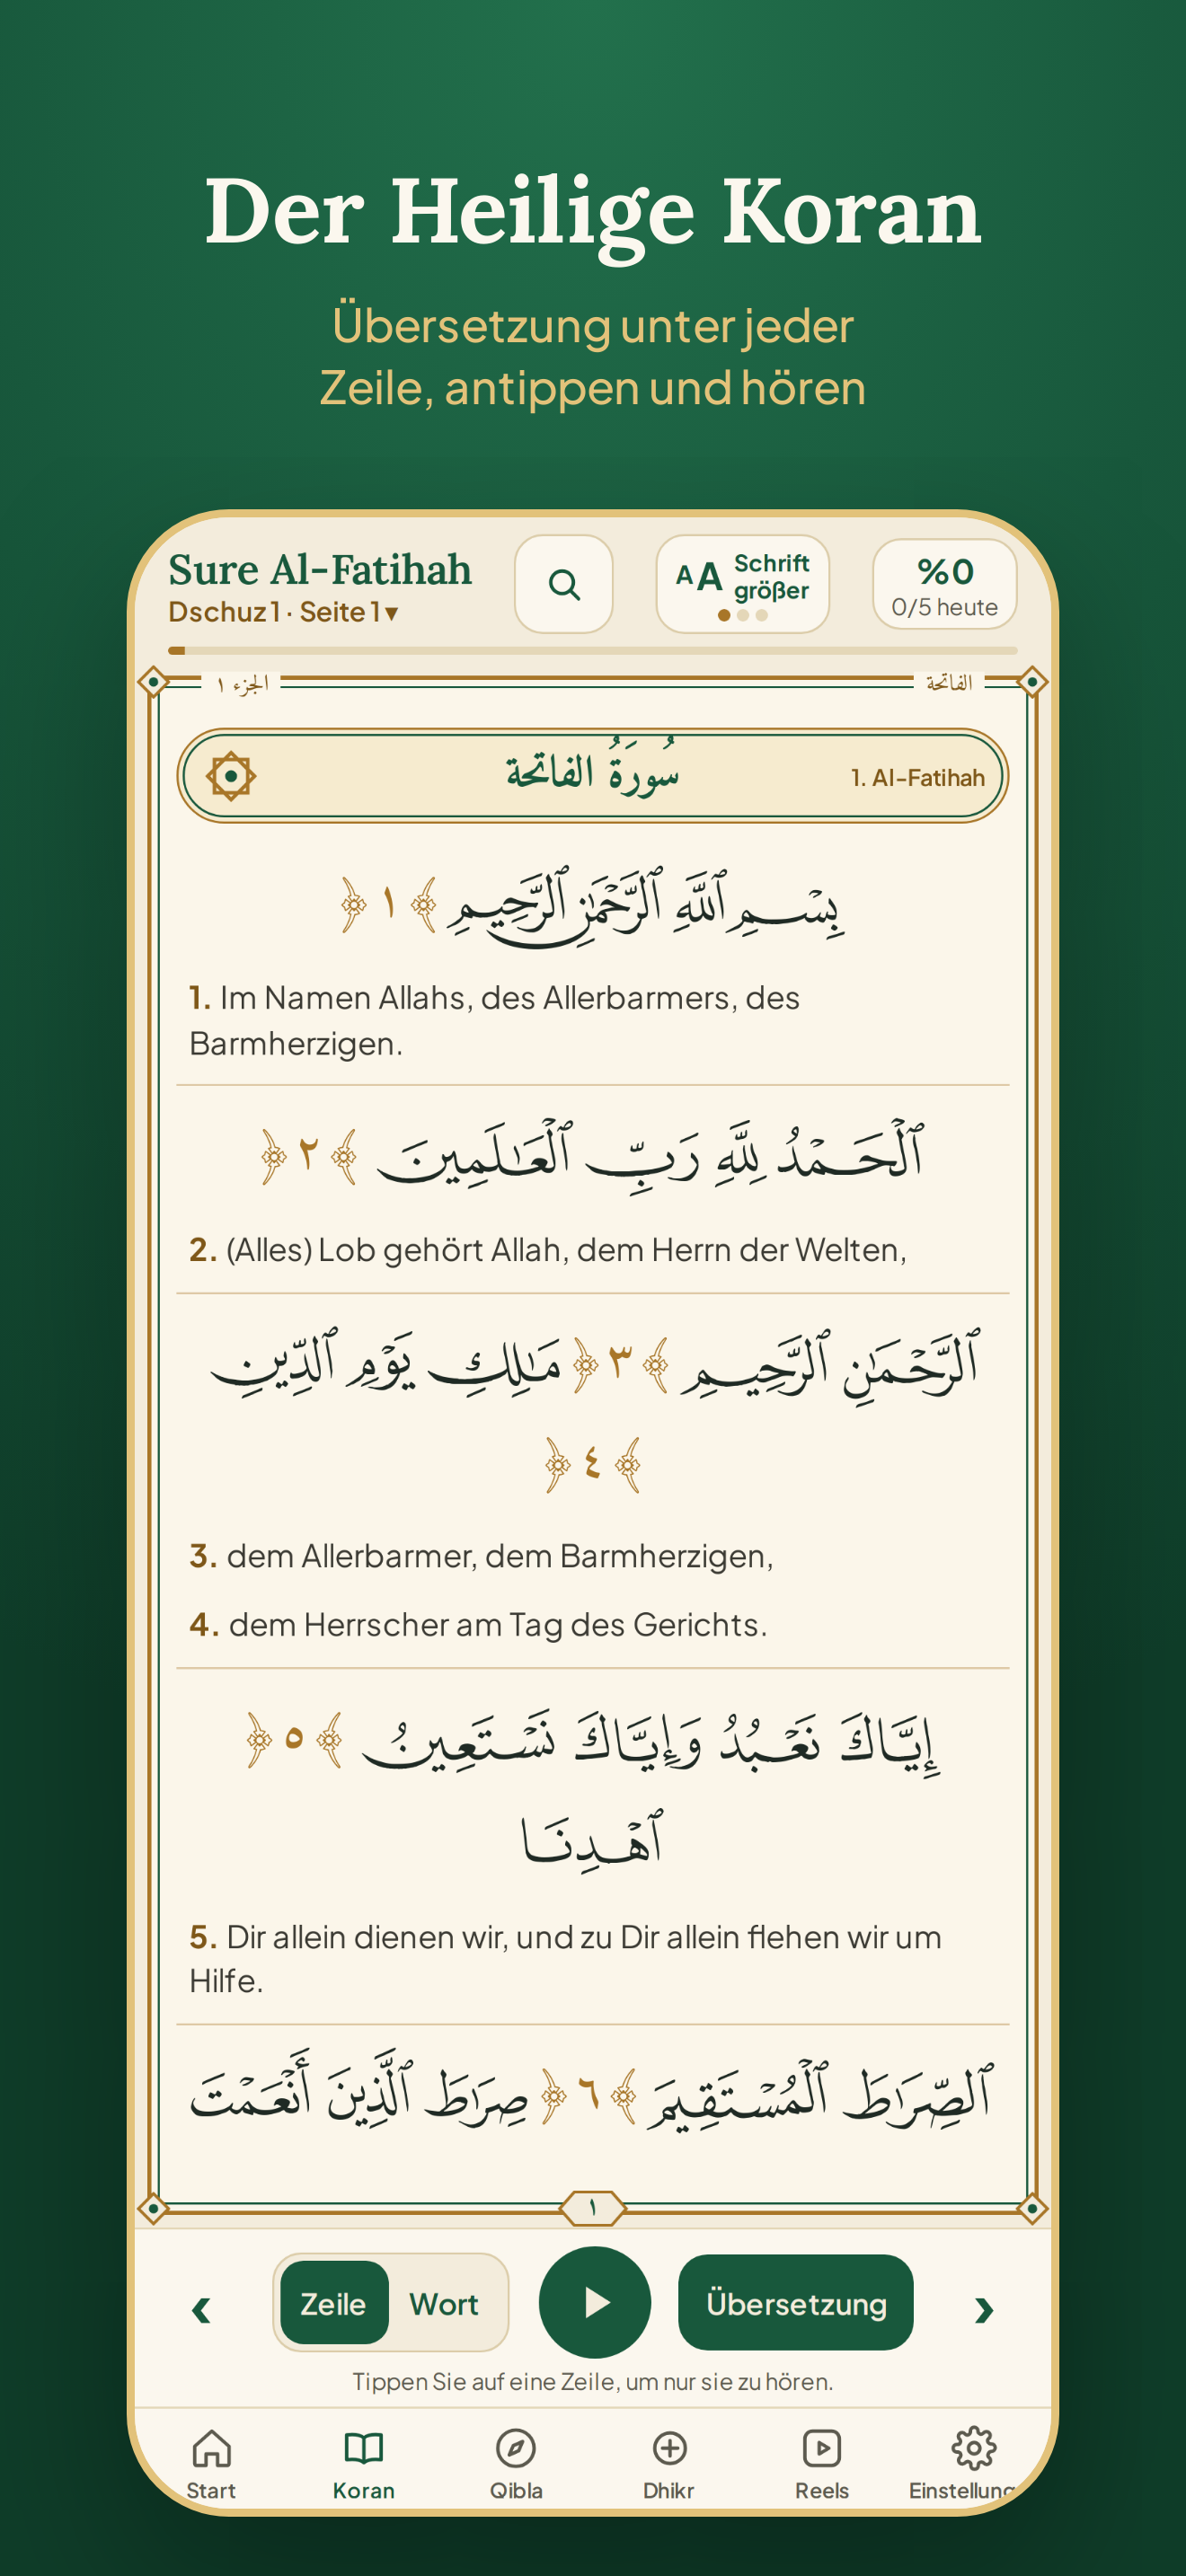 Der Heilige Koran
Übersetzung unter jeder
Zeile, antippen und hören
Sure Al-Fatihah
Dschuz 1 · Seite 1 ▾
AA Schrift
größer
%0
0/5 heute
الجزء ١
الفاتحة
سُورَةُ الفاتحة
1. Al-Fatihah
بِسْمِ ٱللَّهِ ٱلرَّحْمَٰنِ ٱلرَّحِيمِ ﴿١﴾
1. Im Namen Allahs, des Allerbarmers, des
Barmherzigen.
ٱلْحَمْدُ لِلَّهِ رَبِّ ٱلْعَٰلَمِينَ ﴿٢﴾
2. (Alles) Lob gehört Allah, dem Herrn der Welten,
ٱلرَّحْمَٰنِ ٱلرَّحِيمِ ﴿٣﴾ مَٰلِكِ يَوْمِ ٱلدِّينِ
﴿٤﴾
3. dem Allerbarmer, dem Barmherzigen,
4. dem Herrscher am Tag des Gerichts.
إِيَّاكَ نَعْبُدُ وَإِيَّاكَ نَسْتَعِينُ ﴿٥﴾
ٱهْدِنَا
5. Dir allein dienen wir, und zu Dir allein flehen wir um
Hilfe.
ٱلصِّرَٰطَ ٱلْمُسْتَقِيمَ ﴿٦﴾ صِرَٰطَ ٱلَّذِينَ أَنْعَمْتَ
١
Zeile
Wort
Übersetzung
Tippen Sie auf eine Zeile, um nur sie zu hören.
Start
Koran
Qibla
Dhikr
Reels
Einstellung